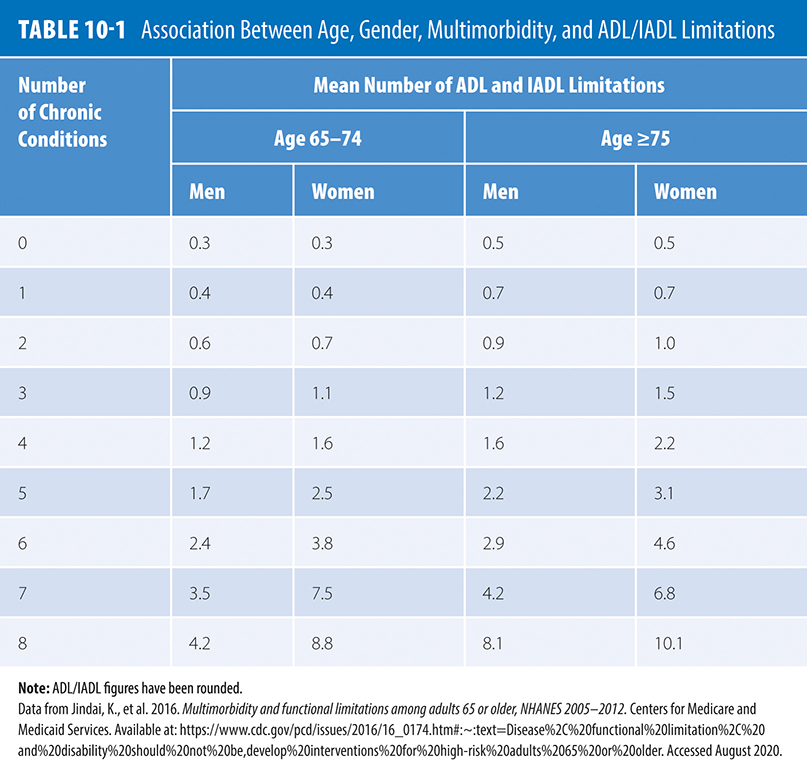 TABLE 10-1 Association Between Age, Gender, Multimorbidity, and ADL/IADL Limitations
Number
of Chronic
Conditions
Mean Number of ADL and IADL Limitations
Age 65–74
Age ≥75
Men Women Men Women
0 0.3 0.3 0.5 0.5
1 0.4 0.4 0.7 0.7
2 0.6 0.7 0.9 1.0
3 0.9 1.1 1.2 1.5
4 1.2 1.6 1.6 2.2
5 1.7 2.5 2.2 3.1
6 2.4 3.8 2.9 4.6
7 3.5 7.5 4.2 6.8
8 4.2 8.8 8.1 10.1
Note: ADL/IADL figures have been rounded.
Data from Jindai, K., et al. 2016. Multimorbidity and functional limitations among adults 65 or older, NHANES 2005–2012. Centers for Medicare and
Medicaid Services. Available at: https://www.cdc.gov/pcd/issues/2016/16_0174.htm#:~:text=Disease%2C%20functional%20limitation%2C%20
and%20disability%20should%20not%20be,develop%20interventions%20for%20high-risk%20adults%2065%20or%20older. Accessed August 2020.